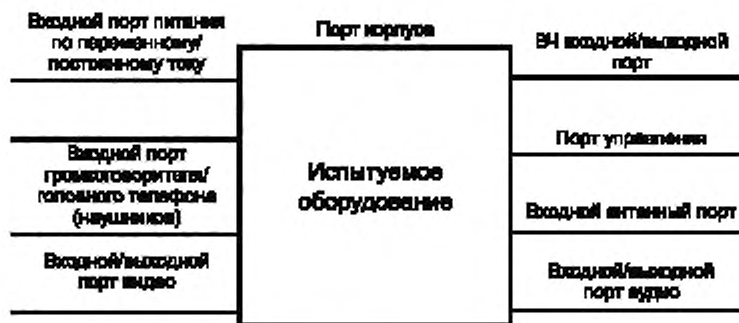 Входной порт питания
по переменному/
постоянному току
Порт корпуса
ВЧ входной/выходной
порт
Порт управления
Входной порт
громкоговорителя/
головного телефона
(наушников)
Испытуемое
оборудование
Входной антенный порт
Входной/выходной
порт видео
Входной/выходной
порт аудио